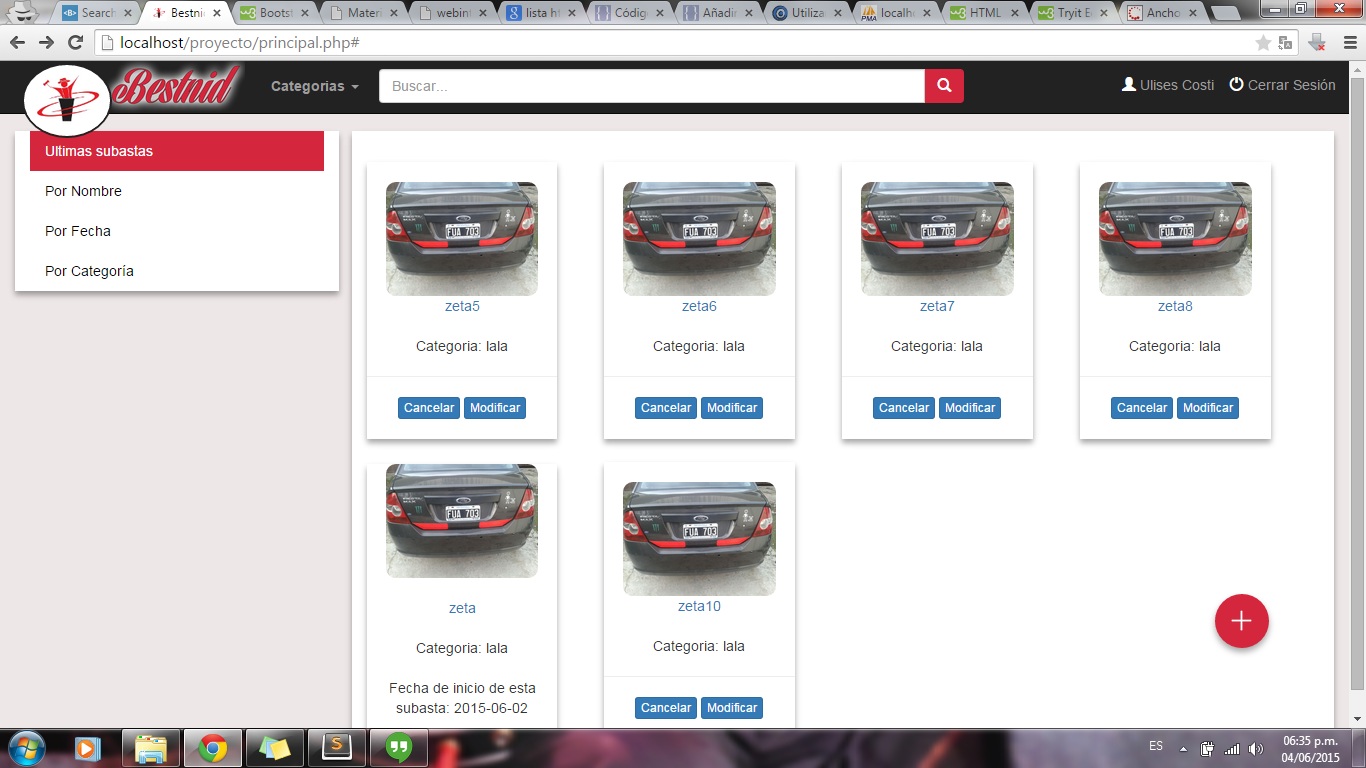 Search
Bestni
Bootst
Materi
webin
lista ht
Códig
Añadir
Utiliza
localh
HTML
Tryit E
Ancho
localhost/proyecto/principal.php#
Bestnid
Categorias
Buscar...
Ulises Costi
Cerrar Sesión
Ultimas subastas
Por Nombre
Por Fecha
Por Categoría
FUA 703
FUA 703
FUA 703
FUA 703
zeta5
zeta6
zeta7
zeta8
Categoria: lala
Categoria: lala
Categoria: lala
Categoria: lala
Cancelar Modificar
Cancelar Modificar
Cancelar Modificar
Cancelar Modificar
FUA 703
FUA 703
zeta
zeta10
Categoria: lala
Categoria: lala
Fecha de inicio de esta
subasta: 2015-06-02
Cancelar Modificar
ES
06:35 p.m.
04/06/2015